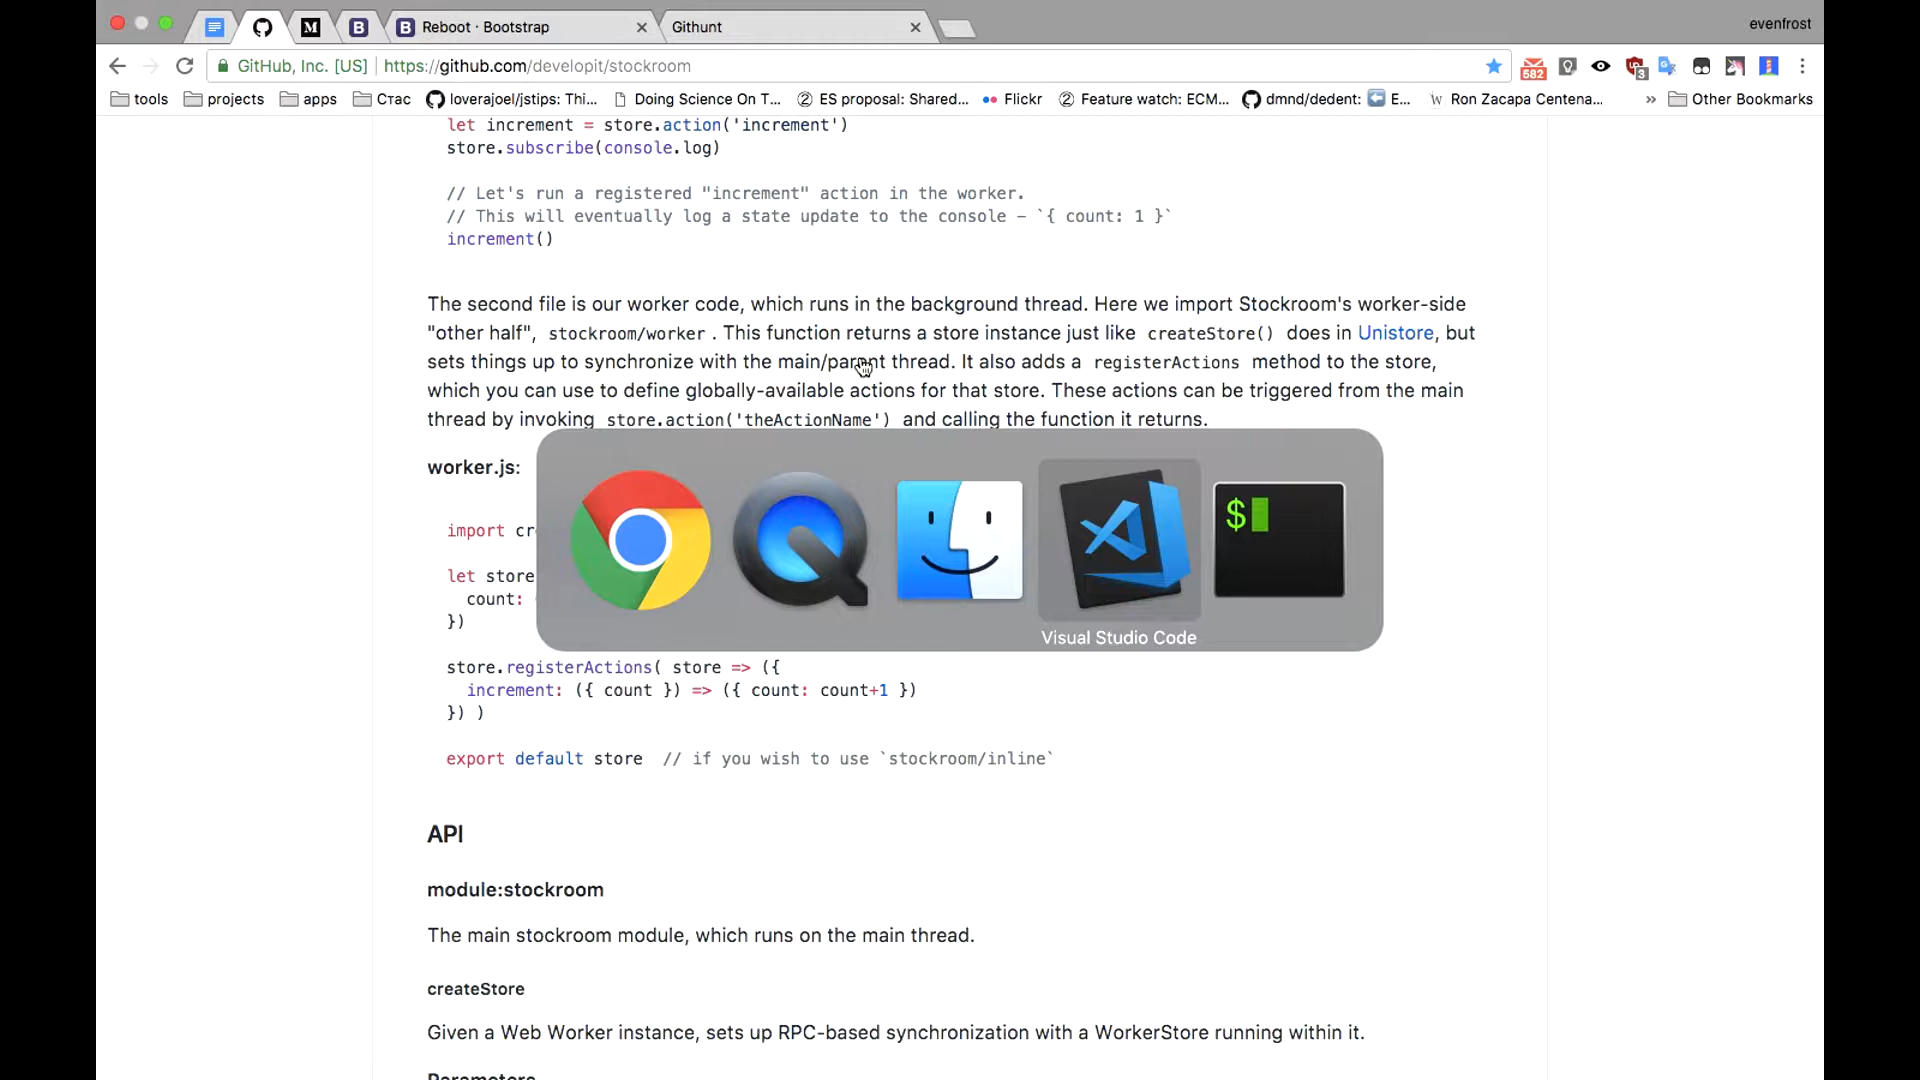 Reboot · Bootstrap
Githunt
evenfrost
GitHub, Inc. [US]
https://github.com/developit/stockroom
582
3
tools
projects
apps
Стас
loverajoel/jstips: Thi...
Doing Science On T...
ES proposal: Shared...
Flickr
Feature watch: ECM...
dmnd/dedent: ⬅️ E...
Ron Zacapa Centena...
»
Other Bookmarks
let increment = store.action('increment')
store.subscribe(console.log)
// Let's run a registered "increment" action in the worker.
// This will eventually log a state update to the console – `{ count: 1 }`
increment()
The second file is our worker code, which runs in the background thread. Here we import Stockroom's worker-side
"other half", stockroom/worker . This function returns a store instance just like createStore() does in Unistore, but
sets things up to synchronize with the main/parent thread. It also adds a registerActions method to the store,
which you can use to define globally-available actions for that store. These actions can be triggered from the main
thread by invoking store.action('theActionName') and calling the function it returns.
worker.js:
import cr
let store
count:
})
$
Visual Studio Code
store.registerActions( store => ({
increment: ({ count }) => ({ count: count+1 })
}) )
export default store // if you wish to use `stockroom/inline`
API
module:stockroom
The main stockroom module, which runs on the main thread.
createStore
Given a Web Worker instance, sets up RPC-based synchronization with a WorkerStore running within it.
Parameters